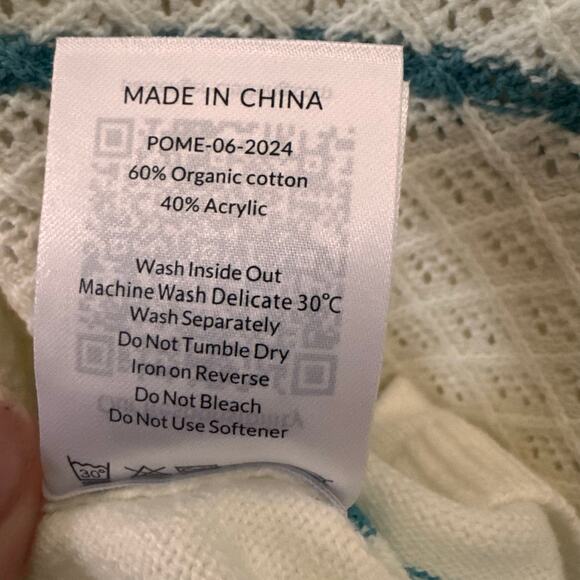 MADE IN CHINA
POME-06-2024
60% Organic cotton
40% Acrylic
Wash Inside Out
Machine Wash Delicate 30°C
Wash Separately
Do Not Tumble Dry
Iron on Reverse
Do Not Bleach
Do Not Use Softener
30°